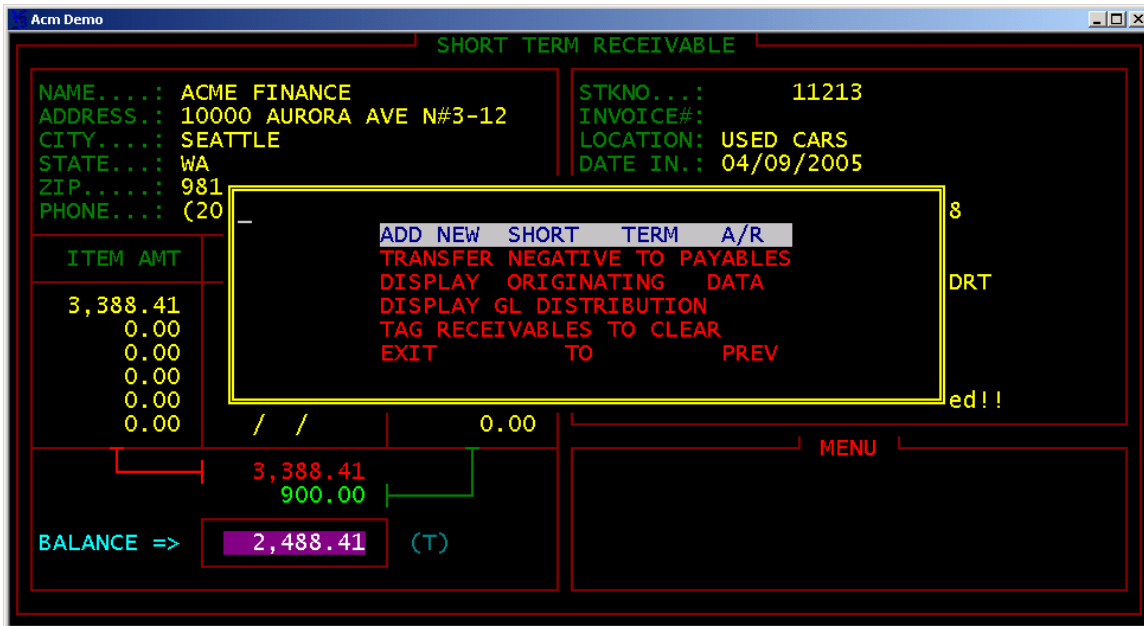 Acm Demo
SHORT TERM RECEIVABLE
NAME....: ACME FINANCE
ADDRESS.: 10000 AURORA AVE N#3-12
CITY....: SEATTLE
STATE...: WA
ZIP.....: 981
PHONE...: (20
STKNO...: 11213
INVOICE#:
LOCATION: USED CARS
DATE IN.: 04/09/2005
8
DRT
ed!!
ADD NEW SHORT TERM A/R
TRANSFER NEGATIVE TO PAYABLES
DISPLAY ORIGINATING DATA
DISPLAY GL DISTRIBUTION
TAG RECEIVABLES TO CLEAR
EXIT TO PREV
ITEM AMT
3,388.41
0.00
0.00
0.00
0.00
0.00 / / 0.00
3,388.41
900.00
BALANCE => 2,488.41 (T)
MENU